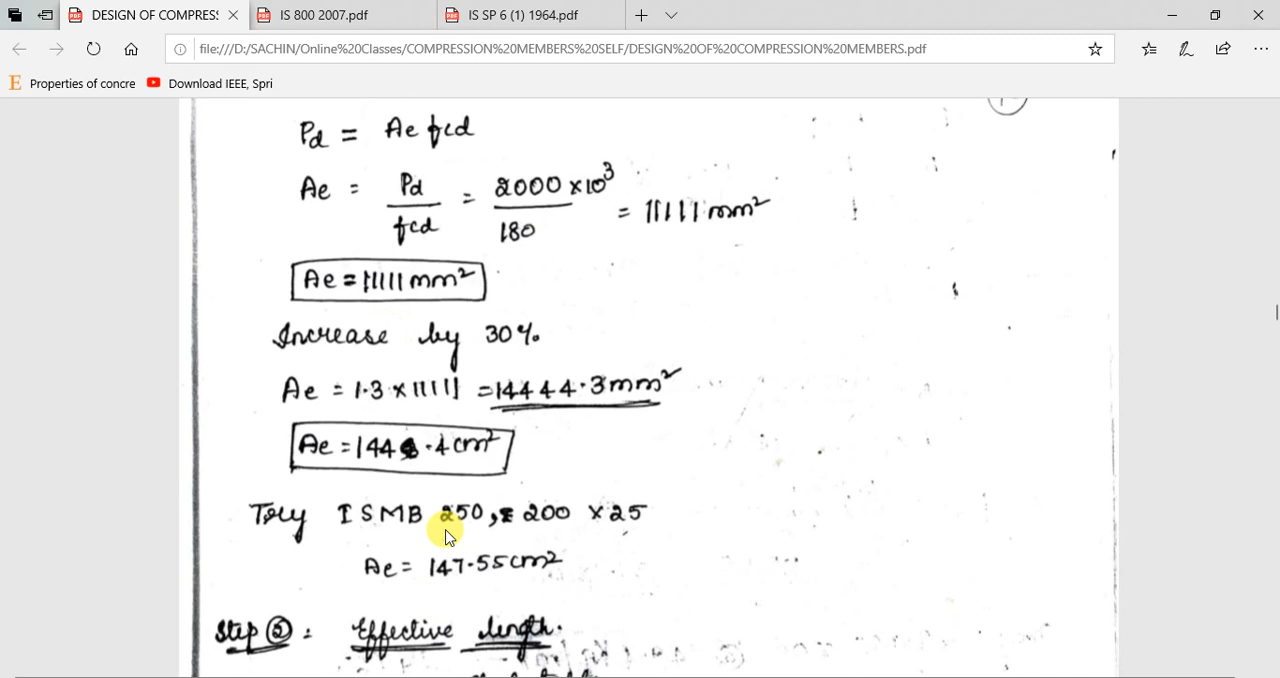 DESIGN OF COMPRESS
IS 800 2007.pdf
IS SP 6 (1) 1964.pdf
file:///D:/SACHIN/Online%20Classes/COMPRESSION%20MEMBERS%20SELF/DESIGN%20OF%20COMPRESSION%20MEMBERS.pdf
E Properties of concre
Download IEEE, Spri
Pd = Ae fcd
Ae = Pd / fcd = 2000 × 10³ / 180 = 11111 mm²
Ae = 11111 mm²
Increase by 30%.
Ae = 1.3 × 11111 = 14444.3 mm²
Ae = 144.4 cm²
Try ISMB 250, 200 × 25
Ae = 147.55 cm²
Step ②: Effective length.